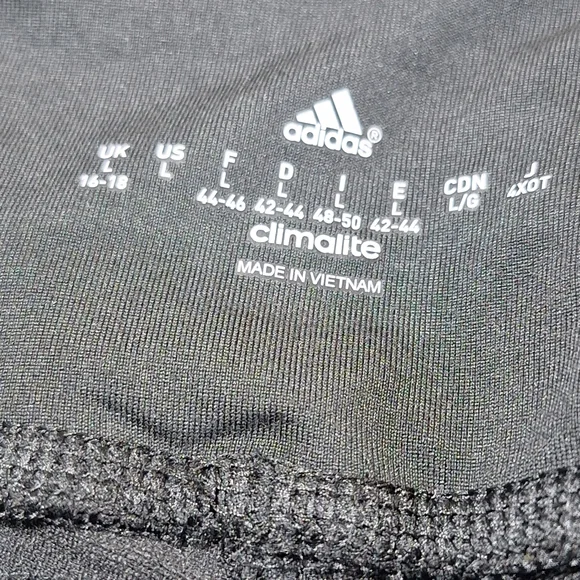 adidas®
UK US F D I E CDN J
L L L L L L L/G 4XOT
16-18 44-46 42-44 48-50 42-44
climalite
MADE IN VIETNAM